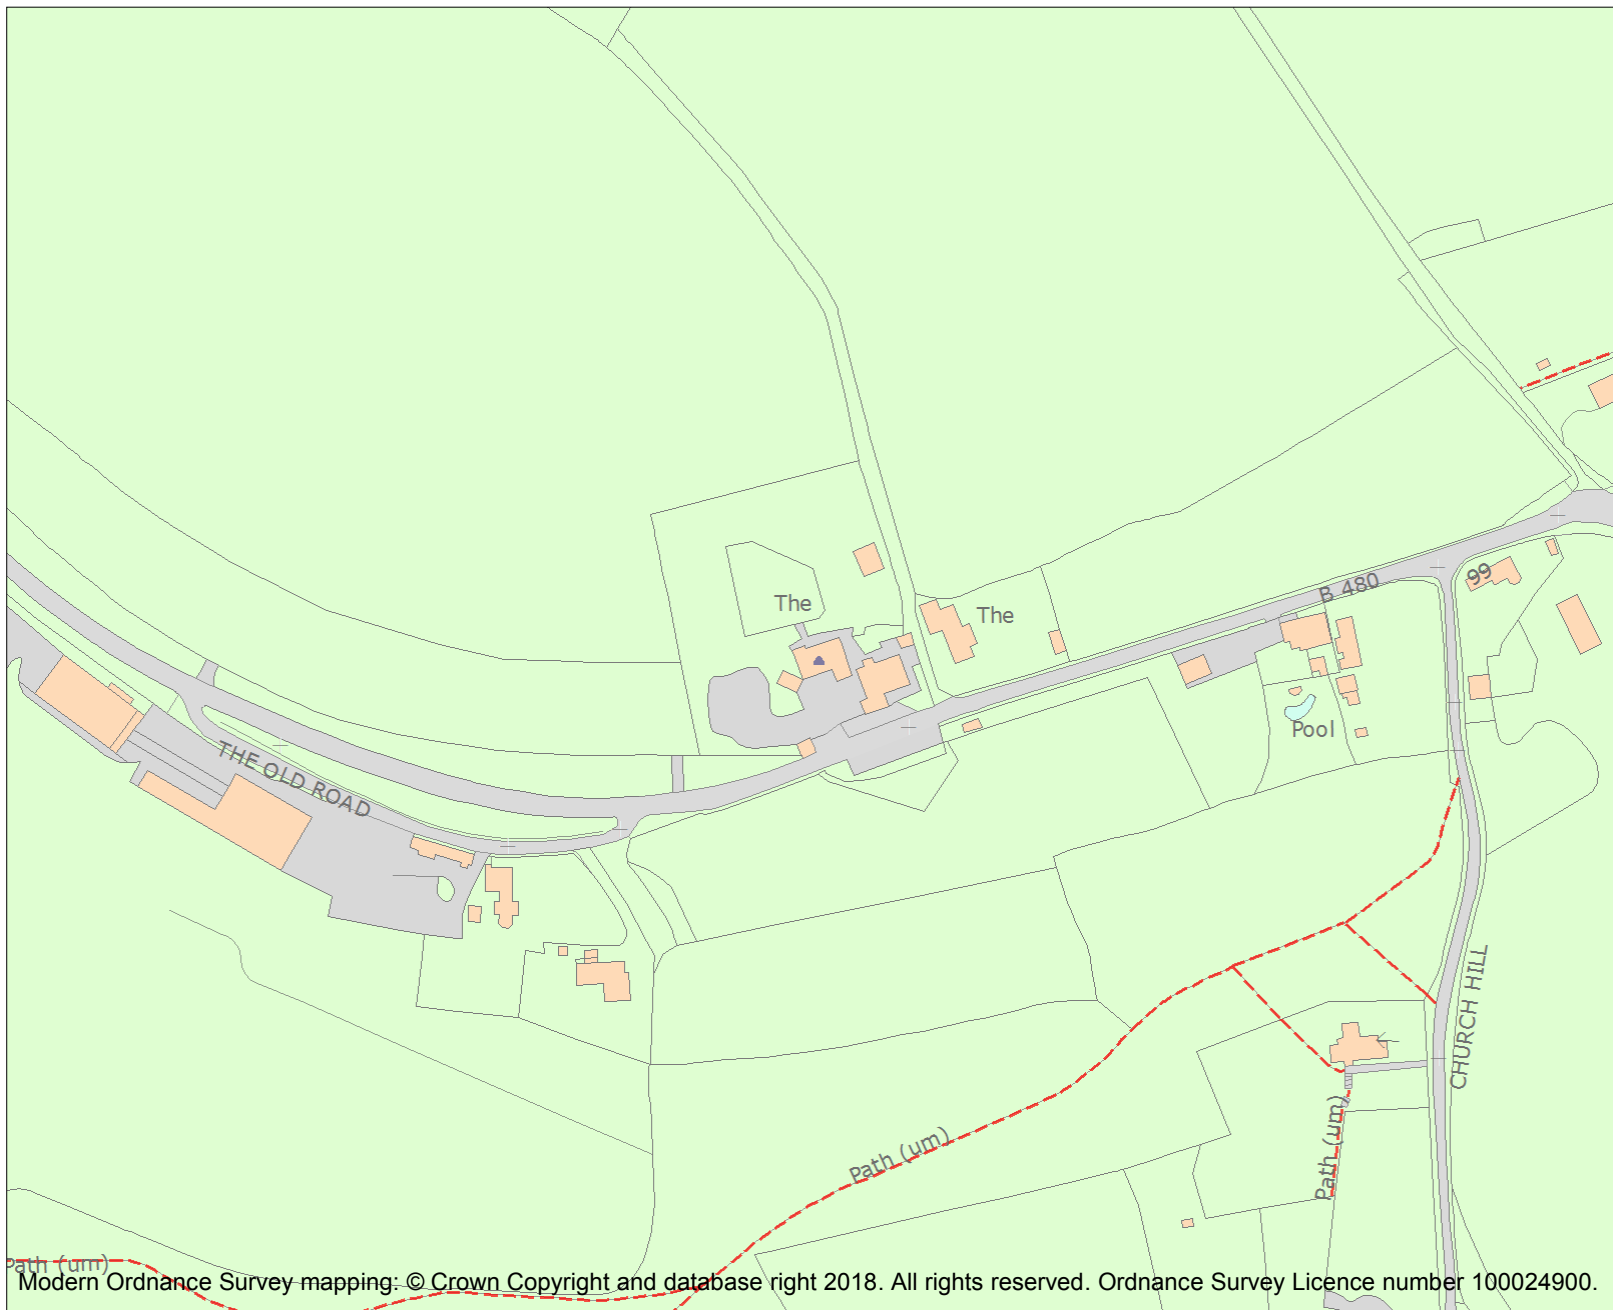 99
B 480
The
The
Pool
THE OLD ROAD
CHURCH HILL
Path (um)
Path (um)
Path (um)
Modern Ordnance Survey mapping: © Crown Copyright and database right 2018. All rights reserved. Ordnance Survey Licence number 100024900.